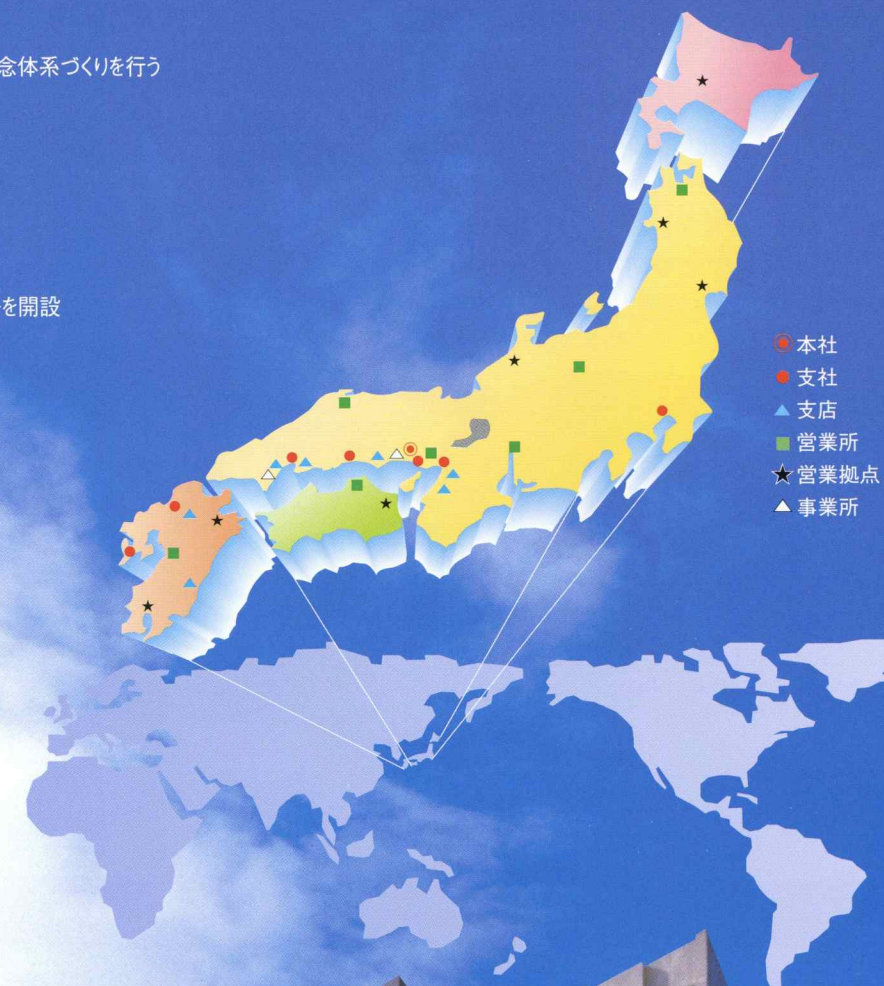 念体系づくりを行う
を開設
本社
支社
支店
営業所
営業拠点
事業所